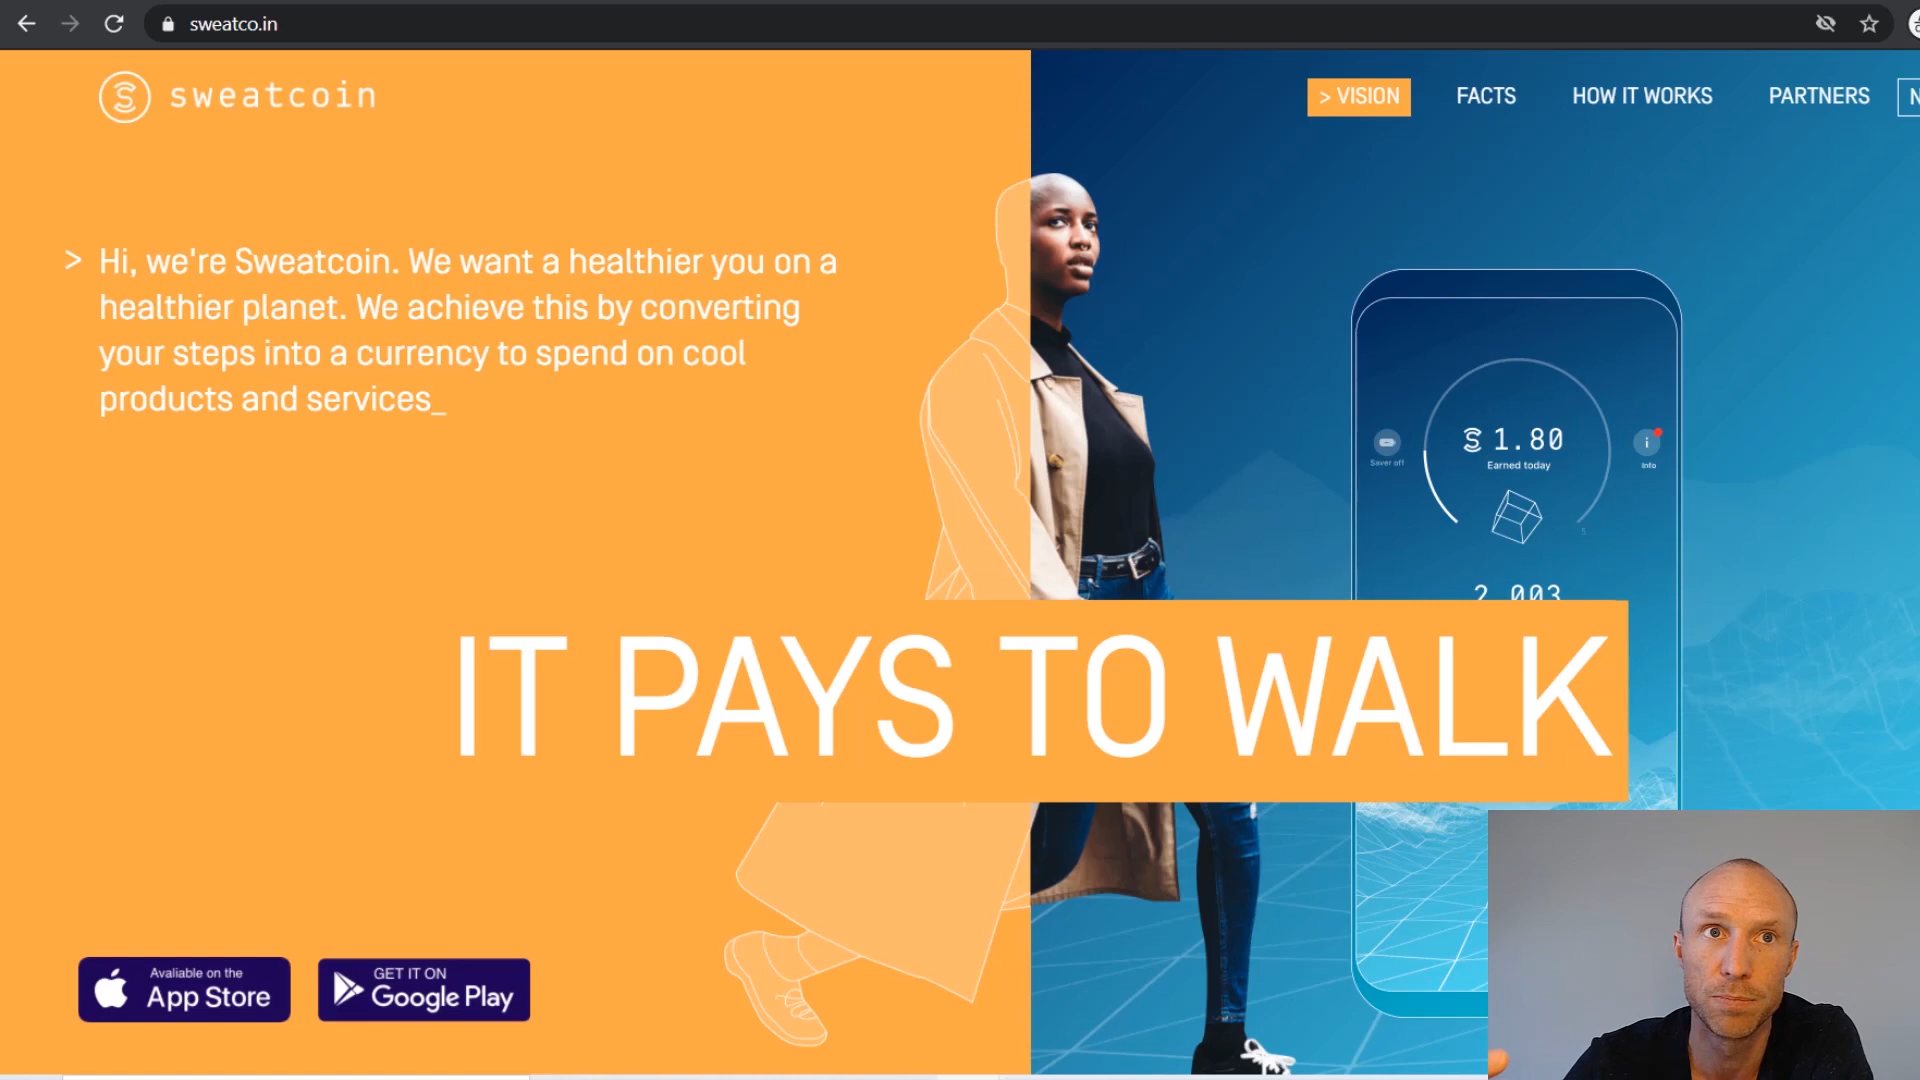 sweatco.in
sweatcoin
> VISION
FACTS
HOW IT WORKS
PARTNERS
> Hi, we're Sweatcoin. We want a healthier you on a
healthier planet. We achieve this by converting
your steps into a currency to spend on cool
products and services_
1.80
Earned today
Saver off
i
Info
5
2 003
IT PAYS TO WALK
Avaliable on the
App Store
GET IT ON
Google Play